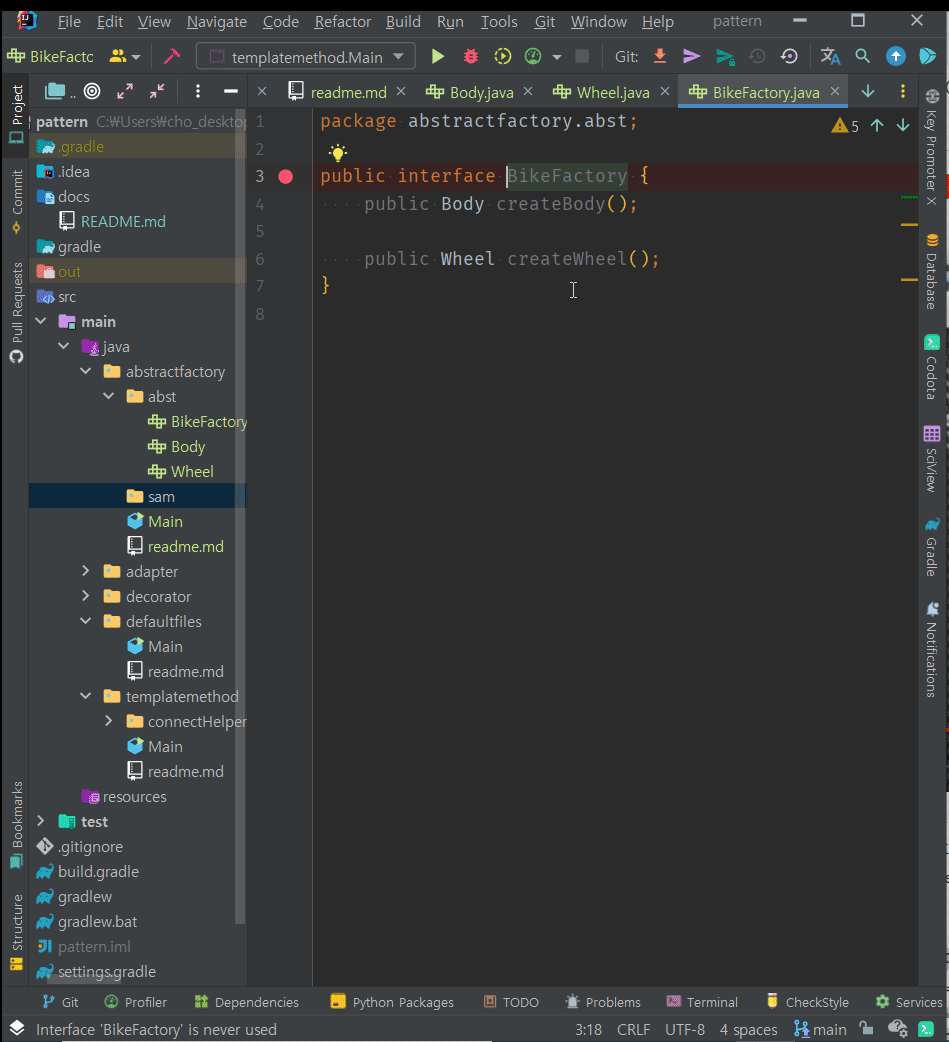 File Edit View Navigate Code Refactor Build Run Tools Git Window Help pattern
BikeFacto templatemethod.Main Git:
Project
Commit
Pull Requests
Bookmarks
Structure
..
readme.md Body.java Wheel.java BikeFactory.java
pattern C:₩Users₩cho_desktop
.gradle
.idea
docs
README.md
gradle
out
src
main
java
abstractfactory
abst
BikeFactory
Body
Wheel
sam
Main
readme.md
adapter
decorator
defaultfiles
Main
readme.md
templatemethod
connectHelper
Main
readme.md
resources
test
.gitignore
build.gradle
gradlew
gradlew.bat
pattern.iml
settings.gradle
1 package abstractfactory.abst;
2
3 public interface BikeFactory {
4 public Body createBody();
5
6 public Wheel createWheel();
7 }
8
5
Key Promoter X
Database
Codota
SciView
Gradle
Notifications
Git Profiler Dependencies Python Packages TODO Problems Terminal CheckStyle Services
Interface 'BikeFactory' is never used 3:18 CRLF UTF-8 4 spaces main